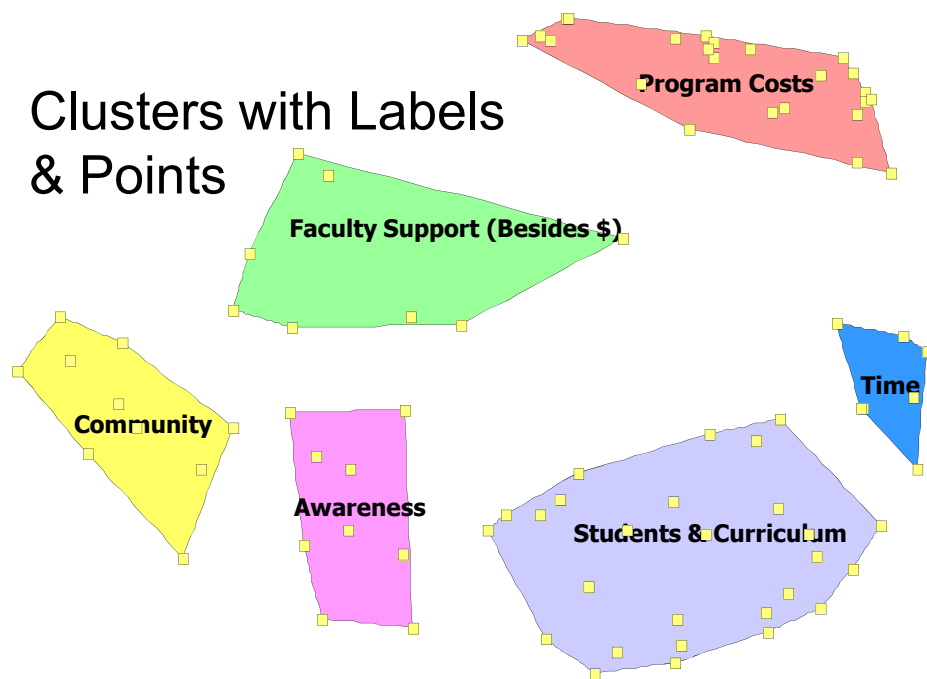 Clusters with Labels
& Points
Program Costs
Faculty Support (Besides $)
Community
Time
Awareness
Students & Curriculum